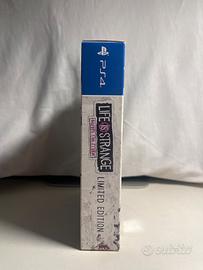 PS4
LIFE IS STRANGE
LIMITED EDITION
subito